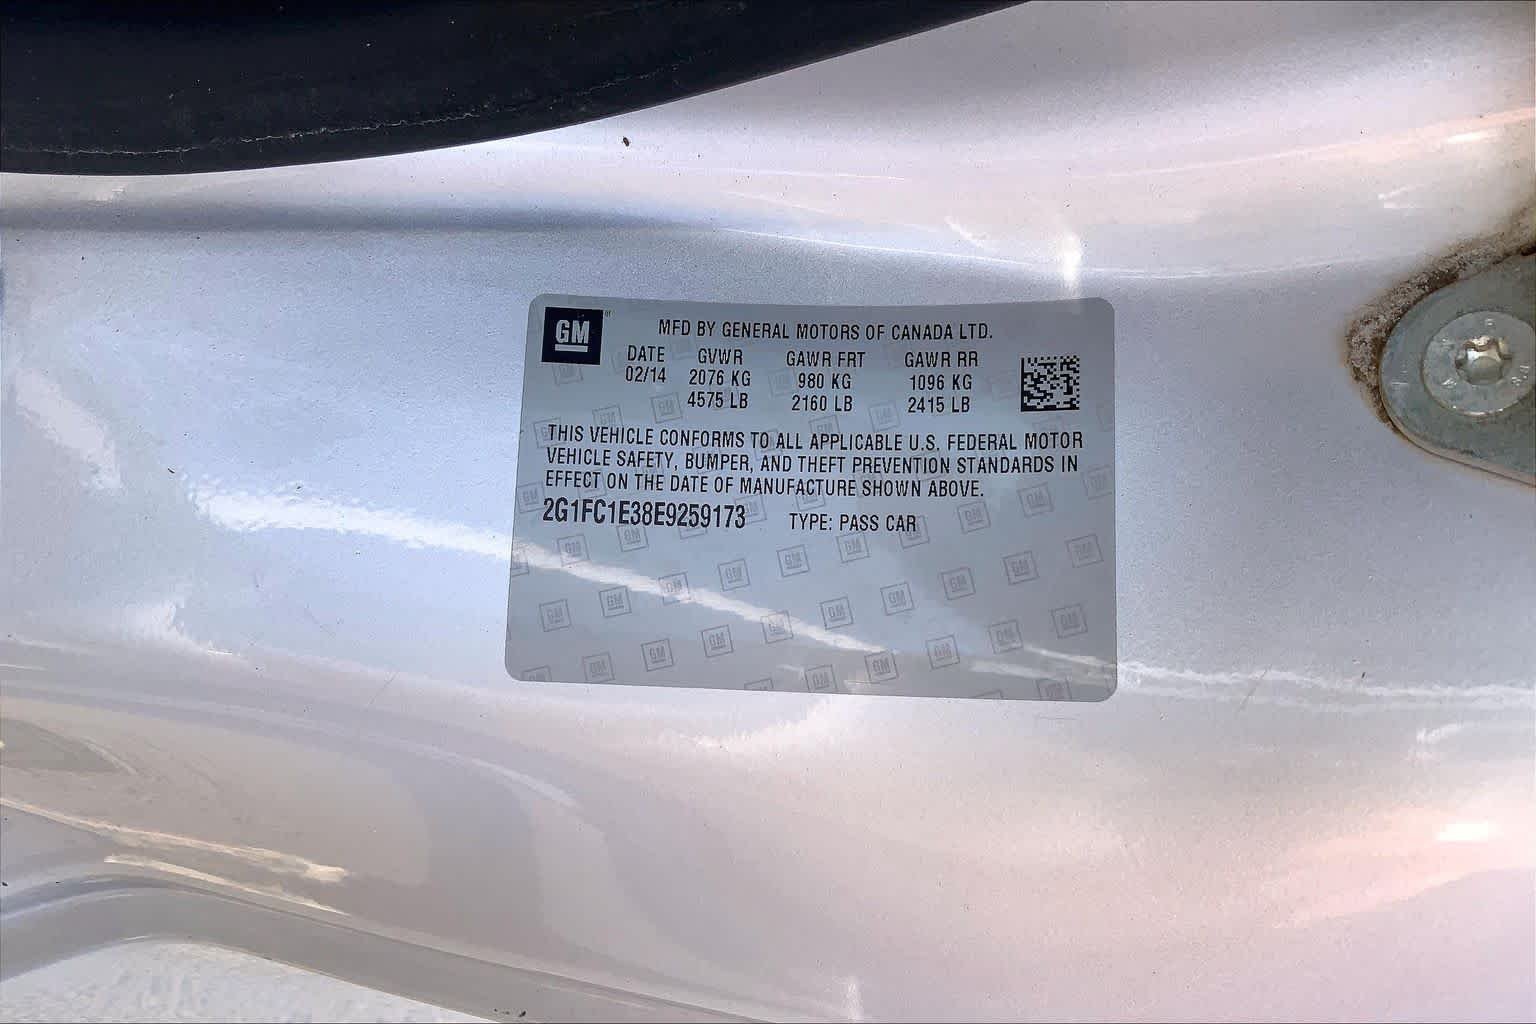 GM
MFD BY GENERAL MOTORS OF CANADA LTD.
DATE GVWR GAWR FRT GAWR RR
02/14 2076 KG 980 KG 1096 KG
4575 LB 2160 LB 2415 LB
THIS VEHICLE CONFORMS TO ALL APPLICABLE U.S. FEDERAL MOTOR
VEHICLE SAFETY, BUMPER, AND THEFT PREVENTION STANDARDS IN
EFFECT ON THE DATE OF MANUFACTURE SHOWN ABOVE.
2G1FC1E38E9259173 TYPE: PASS CAR